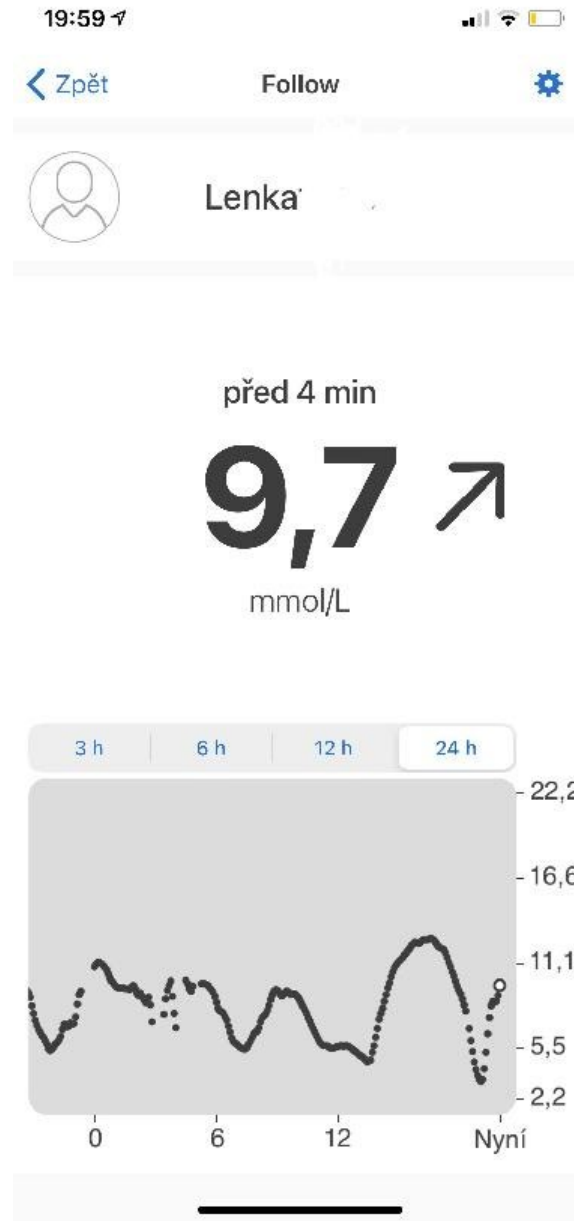 19:59
Zpět Follow
Lenka
před 4 min
9,7
mmol/L
3 h 6 h 12 h 24 h
22,2
16,6
11,1
5,5
2,2
0 6 12 Nyní